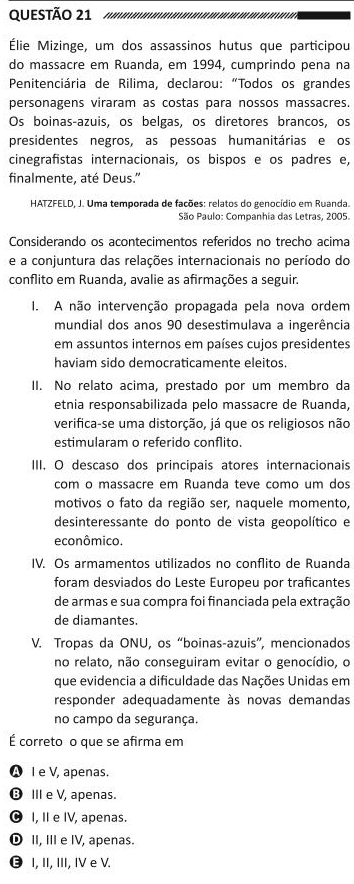 QUESTÃO 21
Élie Mizinge, um dos assassinos hutus que participou
do massacre em Ruanda, em 1994, cumprindo pena na
Penitenciária de Rilima, declarou: “Todos os grandes
personagens viraram as costas para nossos massacres.
Os boinas-azuis, os belgas, os diretores brancos, os
presidentes negros, as pessoas humanitárias e os
cinegrafistas internacionais, os bispos e os padres e,
finalmente, até Deus.”
HATZFELD, J. Uma temporada de facões: relatos do genocídio em Ruanda.
São Paulo: Companhia das Letras, 2005.
Considerando os acontecimentos referidos no trecho acima
e a conjuntura das relações internacionais no período do
conflito em Ruanda, avalie as afirmações a seguir.
I. A não intervenção propagada pela nova ordem
mundial dos anos 90 desestimulava a ingerência
em assuntos internos em países cujos presidentes
haviam sido democraticamente eleitos.
II. No relato acima, prestado por um membro da
etnia responsabilizada pelo massacre de Ruanda,
verifica-se uma distorção, já que os religiosos não
estimularam o referido conflito.
III. O descaso dos principais atores internacionais
com o massacre em Ruanda teve como um dos
motivos o fato da região ser, naquele momento,
desinteressante do ponto de vista geopolítico e
econômico.
IV. Os armamentos utilizados no conflito de Ruanda
foram desviados do Leste Europeu por traficantes
de armas e sua compra foi financiada pela extração
de diamantes.
V. Tropas da ONU, os “boinas-azuis”, mencionados
no relato, não conseguiram evitar o genocídio, o
que evidencia a dificuldade das Nações Unidas em
responder adequadamente às novas demandas
no campo da segurança.
É correto o que se afirma em
A I e V, apenas.
B III e V, apenas.
C I, II e IV, apenas.
D II, III e IV, apenas.
E I, II, III, IV e V.